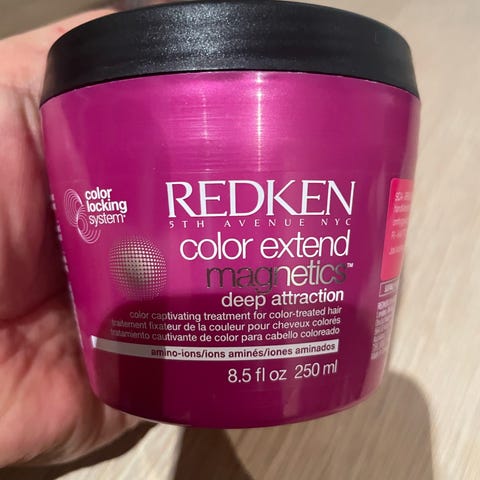 color
locking
system*
REDKEN
5TH AVENUE NYC
color extend
magnetics™
deep attraction
color captivating treatment for color-treated hair
traitement fixateur de la couleur pour cheveux colorés
tratamiento cautivante de color para cabello coloreado
amino-ions/ions aminés/iones aminados
8.5 fl oz 250 ml